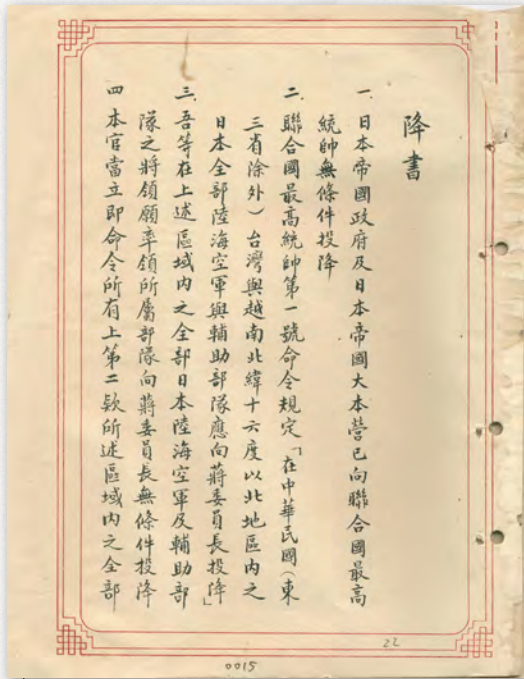 降書
一.日本帝國政府及日本帝國大本營已向聯合國最高
統帥無條件投降
二.聯合國最高統帥第一號命令規定「在中華民國(東
三省除外)台灣與越南北緯十六度以北地區內之
日本全部陸海空軍與輔助部隊應向蔣委員長投降」
三.吾等在上述區域內之全部日本陸海空軍及輔助部
隊之將領願率領所屬部隊向蔣委員長無條件投降
四本官當立即命令所有上第二款所述區域內之全部
22
0015